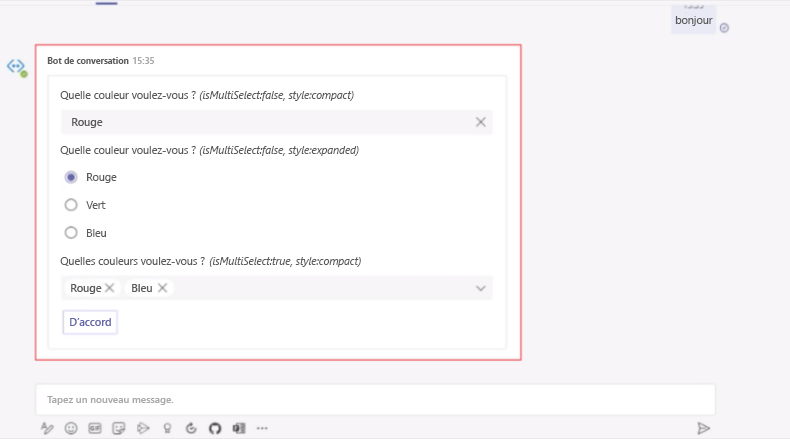 bonjour
Bot de conversation 15:35
Quelle couleur voulez-vous ? (isMultiSelect:false, style:compact)
Rouge
Quelle couleur voulez-vous ? (isMultiSelect:false, style:expanded)
Rouge
Vert
Bleu
Quelles couleurs voulez-vous ? (isMultiSelect:true, style:compact)
Rouge Bleu
D'accord
Tapez un nouveau message.